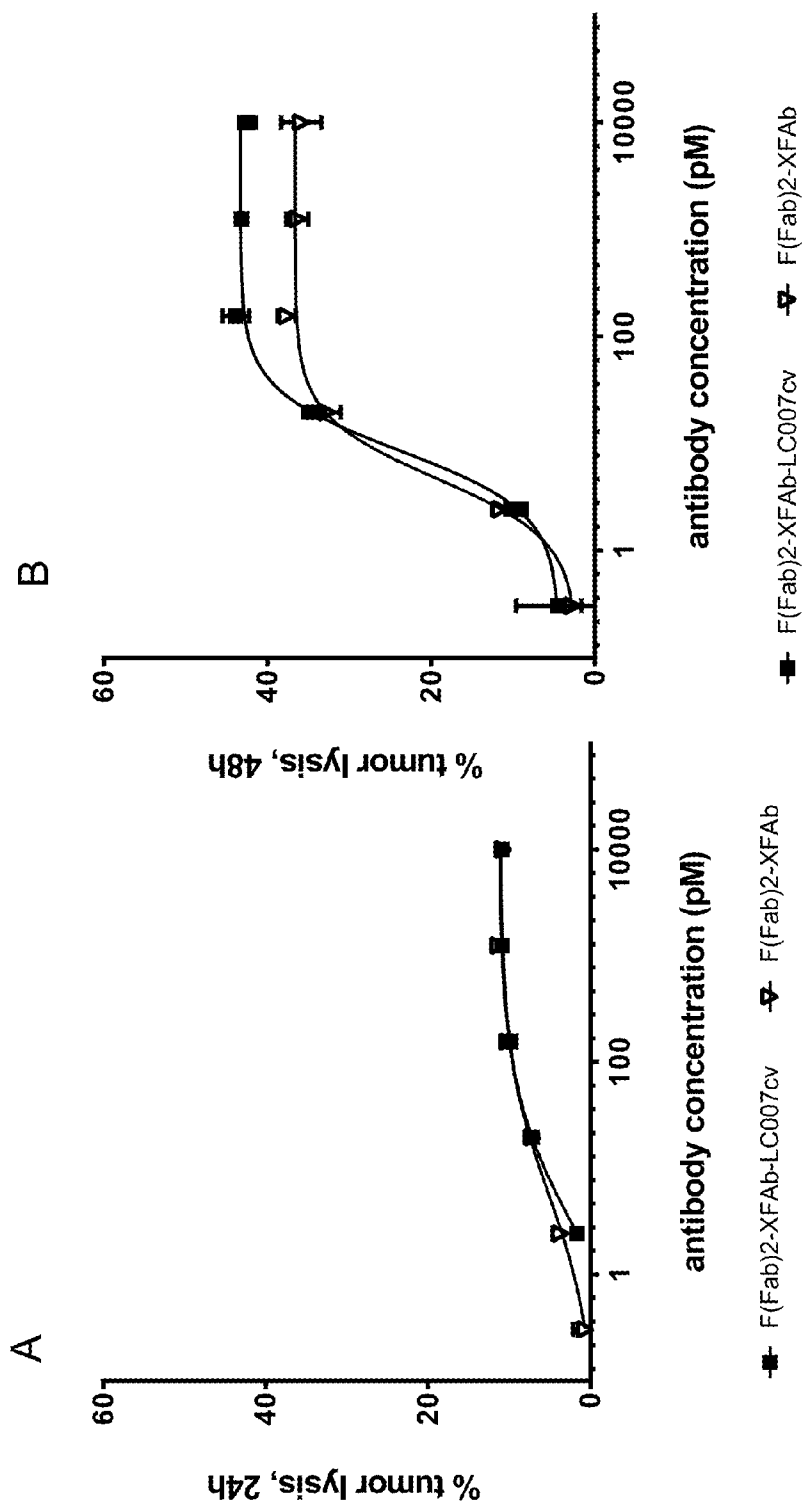 A
% tumor lysis, 24h
60
40
20
0
1
100
10000
antibody concentration (pM)
F(Fab)2-XFAb-LC007cv
F(Fab)2-XFAb
B
% tumor lysis, 48h
60
40
20
0
1
100
10000
antibody concentration (pM)
F(Fab)2-XFAb-LC007cv
F(Fab)2-XFAb